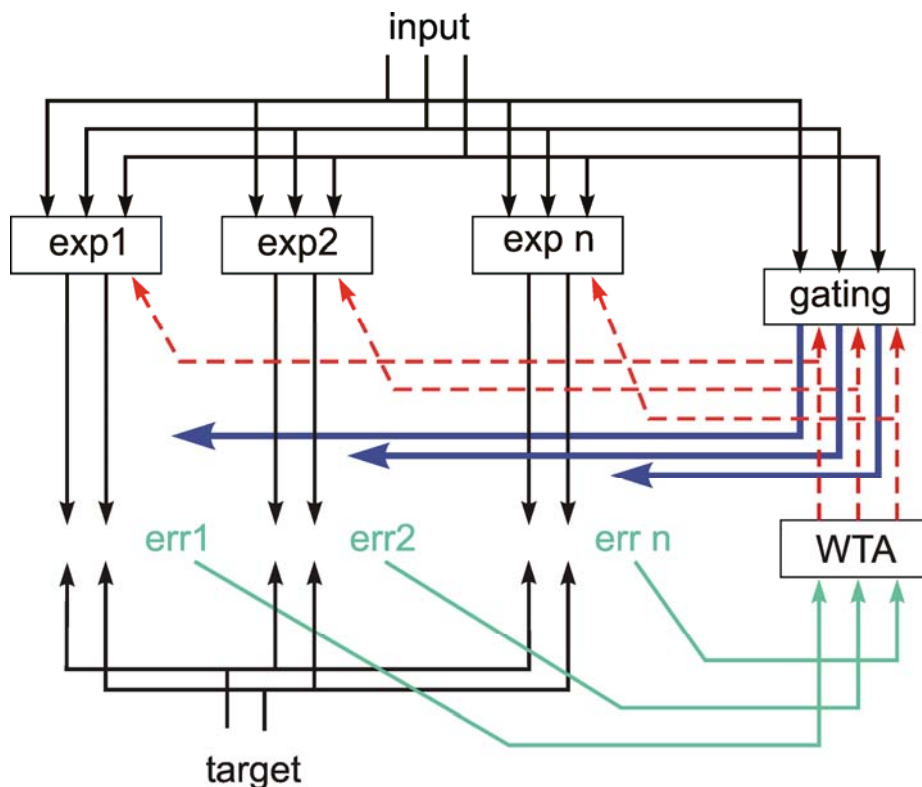 input
exp1
exp2
exp n
gating
err1
err2
err n
WTA
target